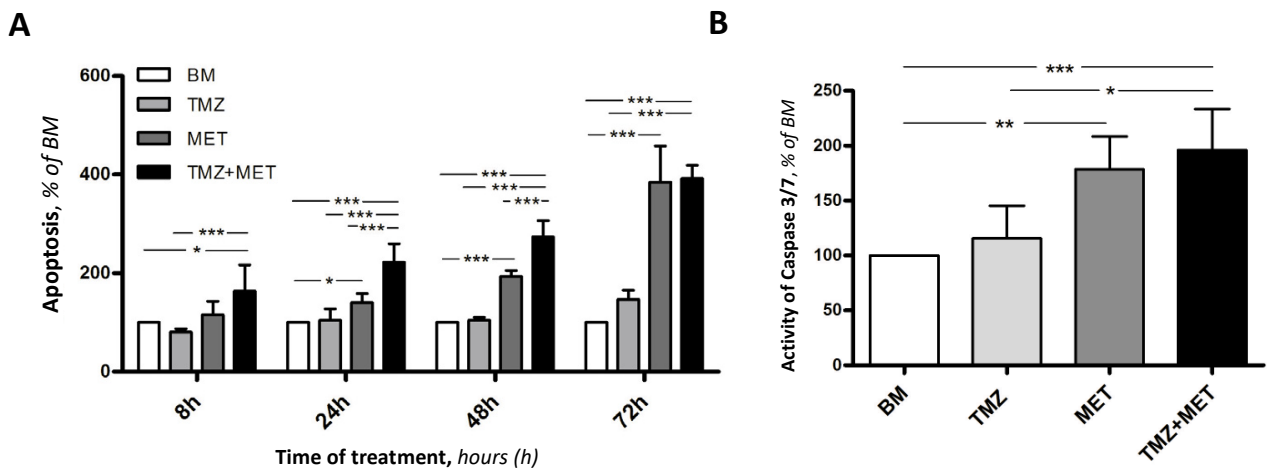 A
Apoptosis, % of BM
600
400
200
0
BM
TMZ
MET
TMZ+MET
***
*
***
***
***
*
***
***
***
***
***
***
***
8h
24h
48h
72h
Time of treatment, hours (h)
B
Activity of Caspase 3/7, % of BM
250
200
150
100
50
0
***
*
**
BM
TMZ
MET
TMZ+MET